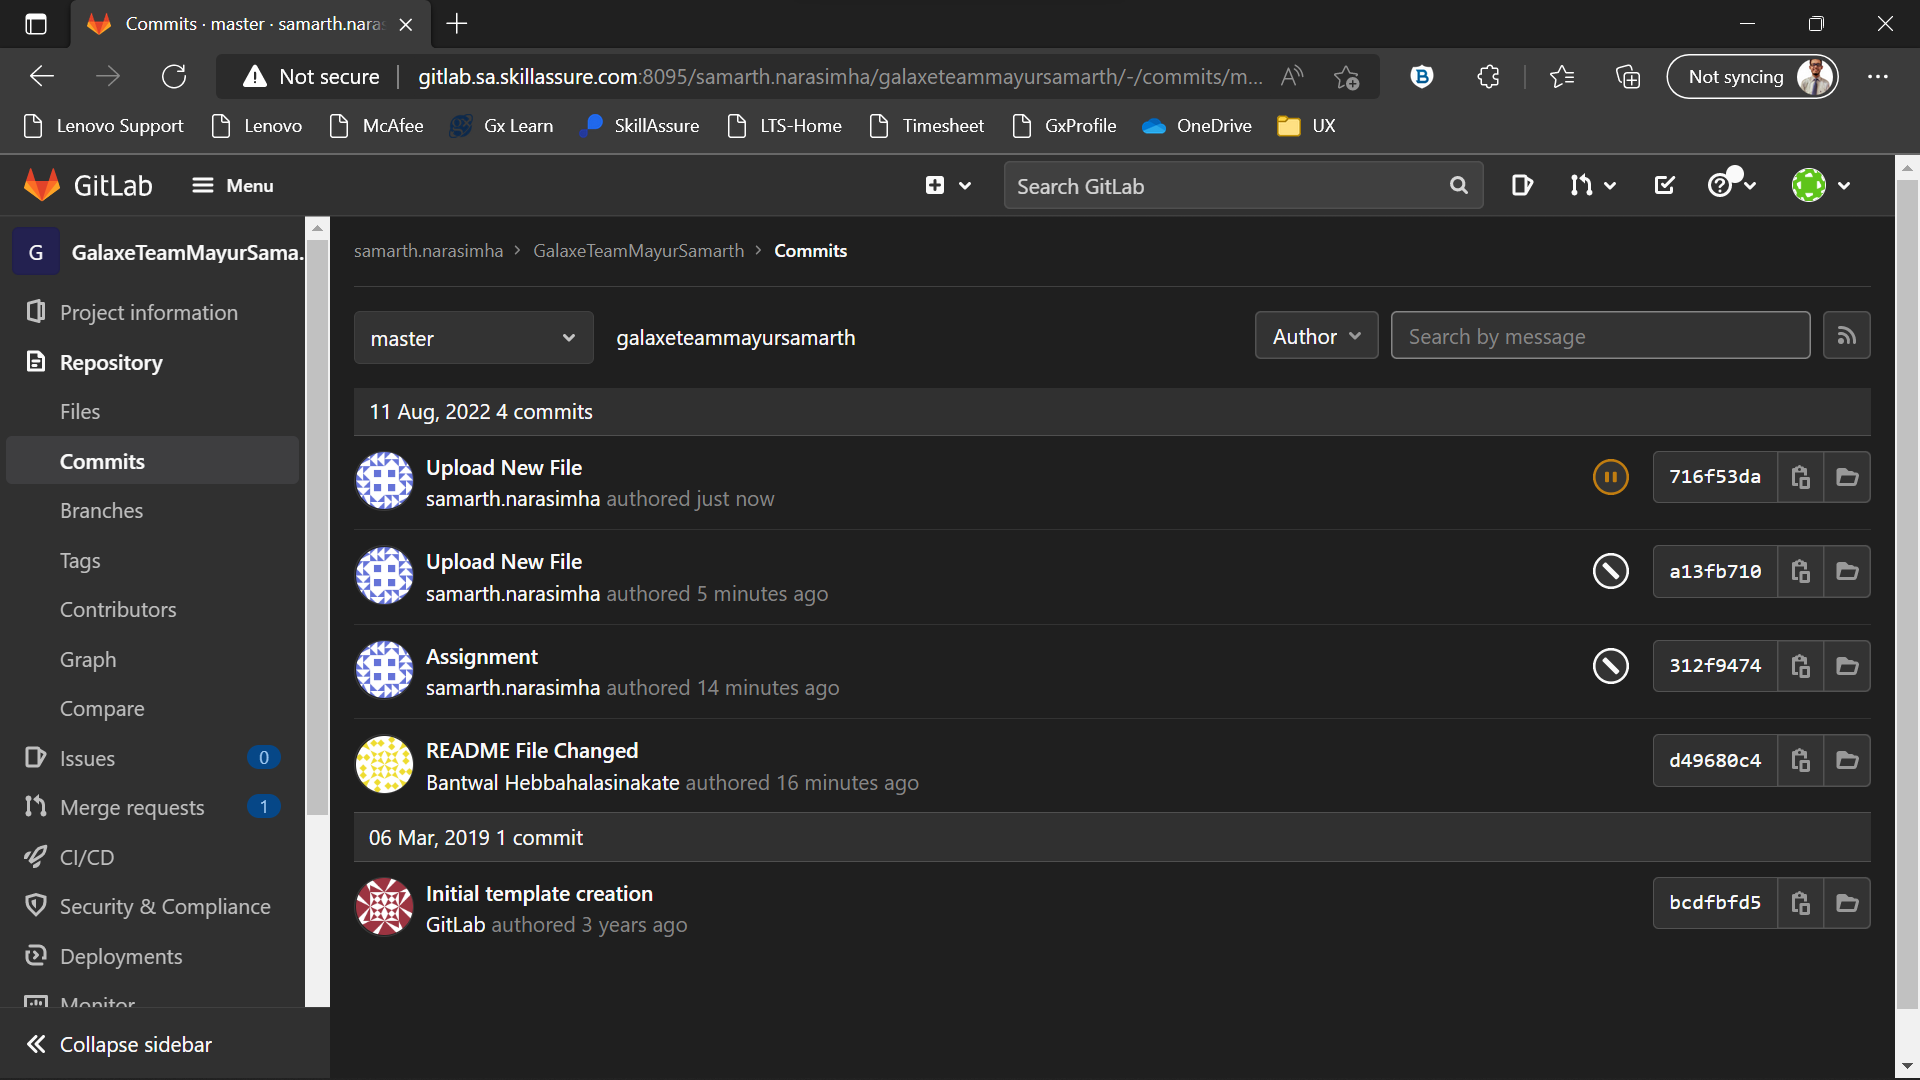 Commits · master · samarth.naras
Not secure
gitlab.sa.skillassure.com:8095/samarth.narasimha/galaxeteammayursamarth/-/commits/m...
Not syncing
Lenovo Support
Lenovo
McAfee
Gx Learn
SkillAssure
LTS-Home
Timesheet
GxProfile
OneDrive
UX
GitLab
Menu
Search GitLab
G GalaxeTeamMayurSama.
Project information
Repository
Files
Commits
Branches
Tags
Contributors
Graph
Compare
Issues 0
Merge requests 1
CI/CD
Security & Compliance
Deployments
Monitor
Collapse sidebar
samarth.narasimha > GalaxeTeamMayurSamarth > Commits
master
galaxeteammayursamarth
Author
Search by message
11 Aug, 2022 4 commits
Upload New File
samarth.narasimha authored just now
716f53da
Upload New File
samarth.narasimha authored 5 minutes ago
a13fb710
Assignment
samarth.narasimha authored 14 minutes ago
312f9474
README File Changed
Bantwal Hebbahalasinakate authored 16 minutes ago
d49680c4
06 Mar, 2019 1 commit
Initial template creation
GitLab authored 3 years ago
bcdfbfd5